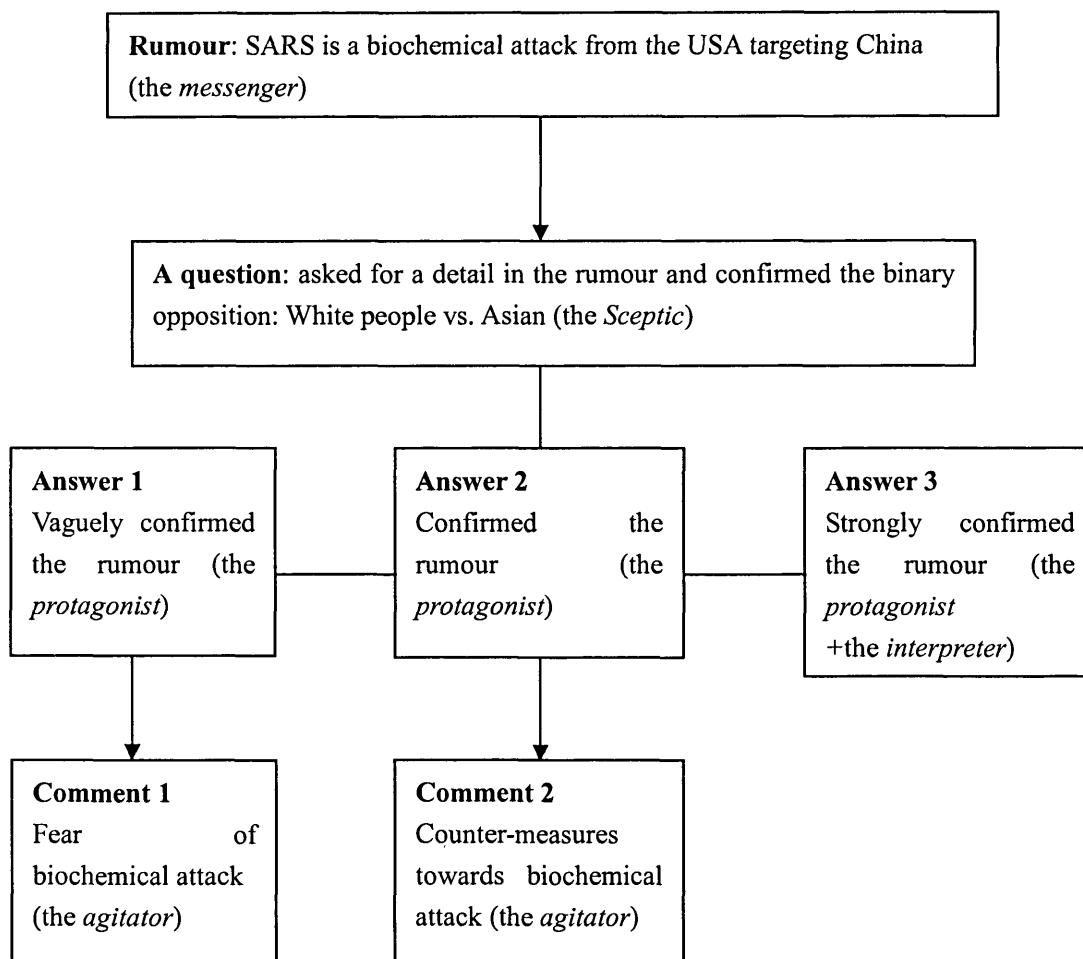 Rumour: SARS is a biochemical attack from the USA targeting China
(the messenger)
A question: asked for a detail in the rumour and confirmed the binary
opposition: White people vs. Asian (the Sceptic)
Answer 1
Vaguely confirmed
the rumour (the
protagonist)
Answer 2
Confirmed the
rumour (the
protagonist)
Answer 3
Strongly confirmed
the rumour (the
protagonist
+the interpreter)
Comment 1
Fear of
biochemical attack
(the agitator)
Comment 2
Counter-measures
towards biochemical
attack (the agitator)